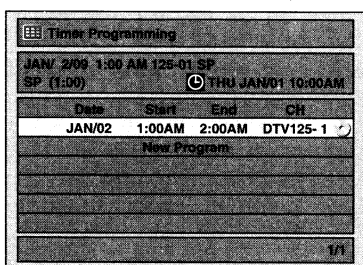 Timer Programming
JAN/ 2/09 1:00 AM 125-01 SP
SP (1:00) THU JAN/01 10:00AM
Date Start End CH
JAN/02 1:00AM 2:00AM DTV125- 1
New Program
1/1